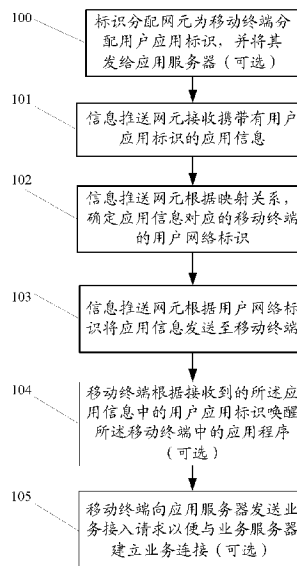 100
标识分配网元为移动终端分
配用户应用标识，并将其
发给应用服务器（可选）
101
信息推送网元接收携带有用户
应用标识的应用信息
102
信息推送网元根据映射关系，
确定应用信息对应的移动终端
的用户网络标识
103
信息推送网元根据用户网络标
识将应用信息发送至移动终端
104
移动终端根据接收到的所述应
用信息中的用户应用标识唤醒
所述移动终端中的应用程序
（可选）
105
移动终端向应用服务器发送业
务接入请求以便与业务服务器
建立业务连接（可选）